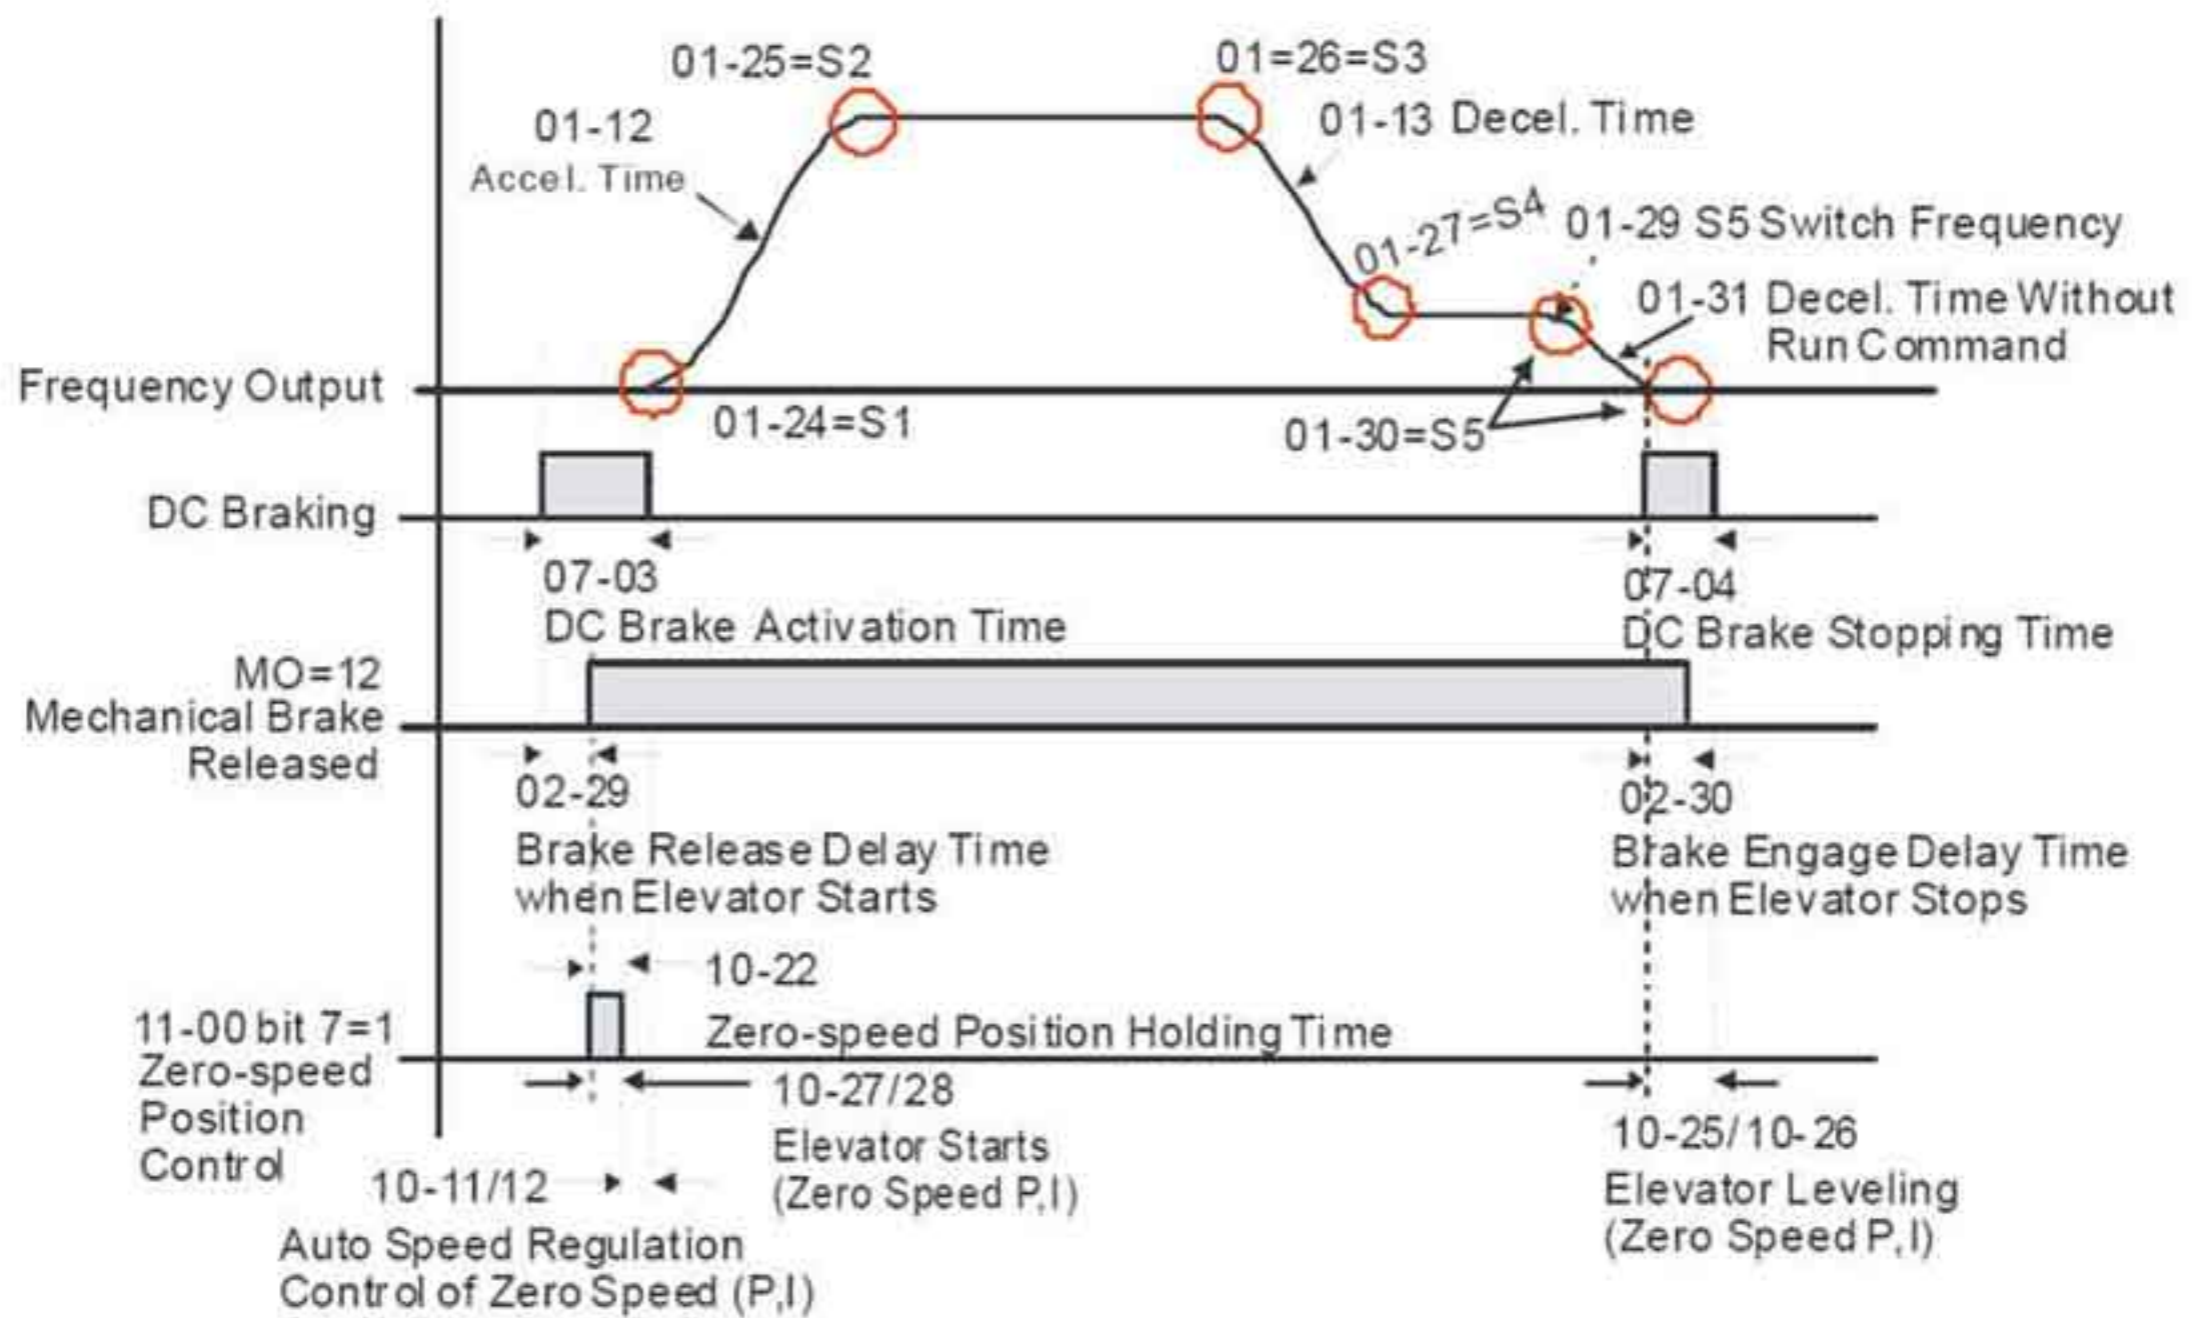 01-25=S2
01=26=S3
01-12
Accel. Time
01-13 Decel. Time
01-27=S4
01-29 S5 Switch Frequency
01-31 Decel. Time Without
Run Command
Frequency Output
01-24=S1
01-30=S5
DC Braking
07-03
DC Brake Activation Time
07-04
DC Brake Stopping Time
MO=12
Mechanical Brake
Released
02-29
Brake Release Delay Time
when Elevator Starts
02-30
Brake Engage Delay Time
when Elevator Stops
10-22
Zero-speed Position Holding Time
11-00 bit 7=1
Zero-speed
Position
Control
10-27/28
Elevator Starts
(Zero Speed P,I)
10-25/10-26
Elevator Leveling
(Zero Speed P,I)
10-11/12
Auto Speed Regulation
Control of Zero Speed (P,I)